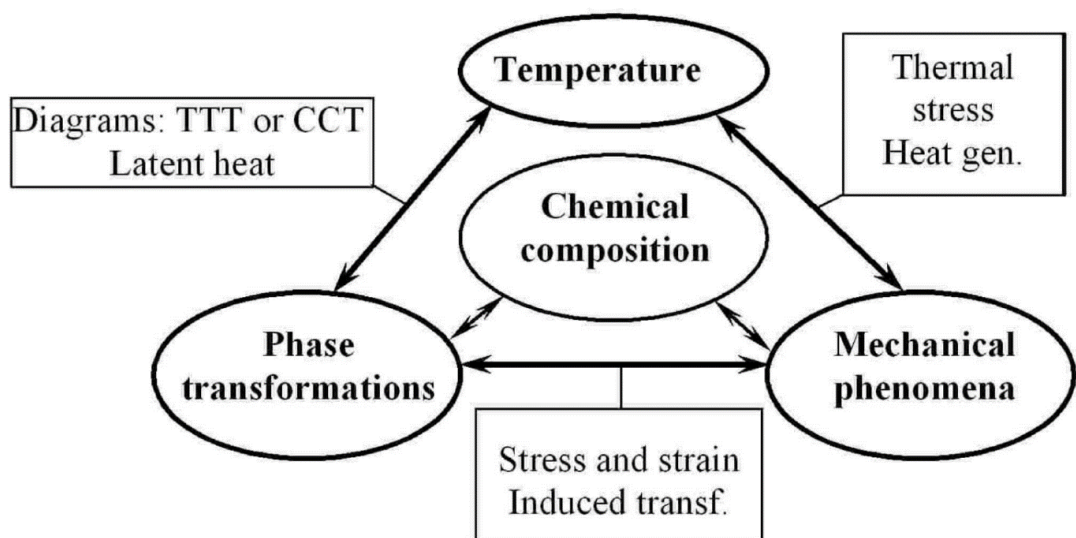 Temperature
Thermal
stress
Heat gen.
Diagrams: TTT or CCT
Latent heat
Chemical
composition
Phase
transformations
Mechanical
phenomena
Stress and strain
Induced transf.